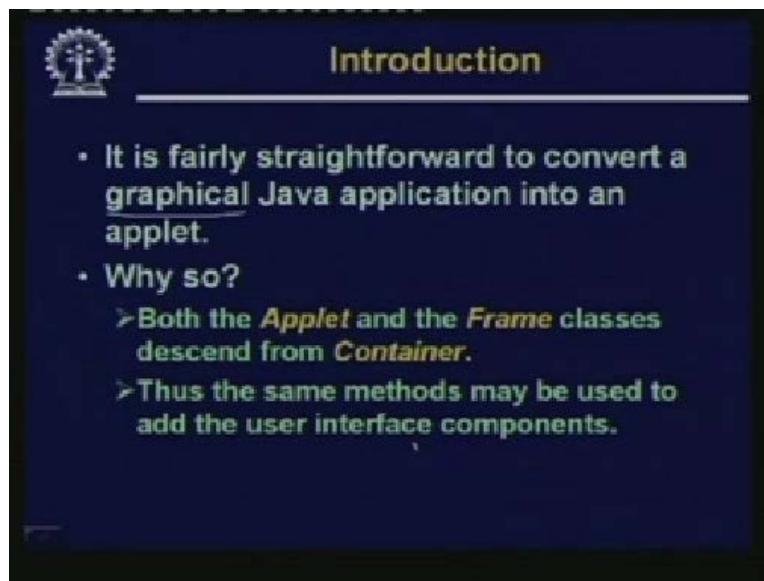 Introduction
• It is fairly straightforward to convert a
graphical Java application into an
applet.
• Why so?
➢Both the Applet and the Frame classes
descend from Container.
➢Thus the same methods may be used to
add the user interface components.